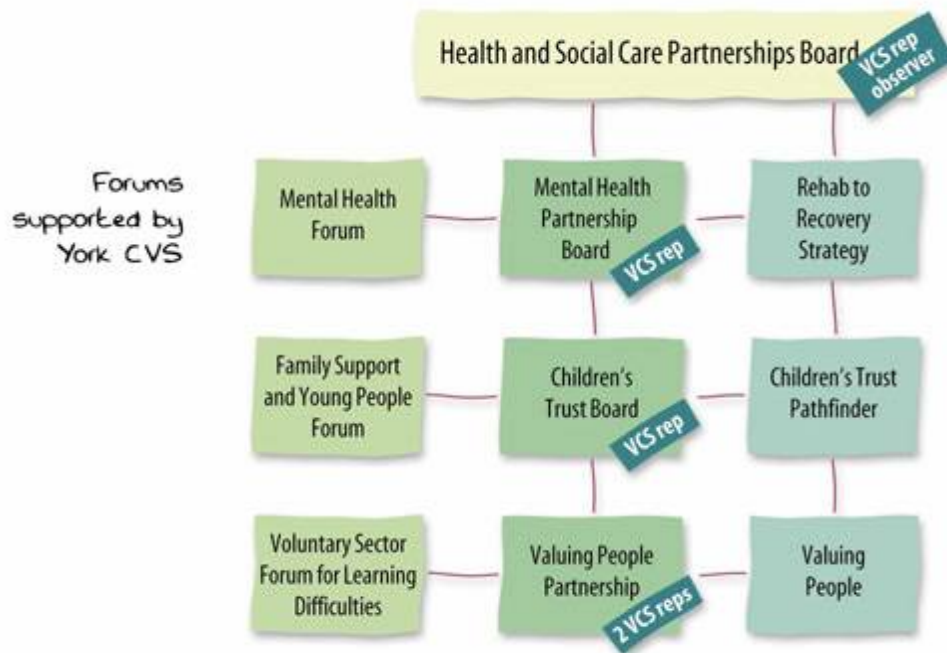 Health and Social Care Partnerships Board
VCS rep
observer
Forums
supported by
York CVS
Mental Health
Forum
Mental Health
Partnership
Board
VCS rep
Rehab to
Recovery
Strategy
Family Support
and Young People
Forum
Children's
Trust Board
VCS rep
Children's Trust
Pathfinder
Voluntary Sector
Forum for Learning
Difficulties
Valuing People
Partnership
2 VCS reps
Valuing
People